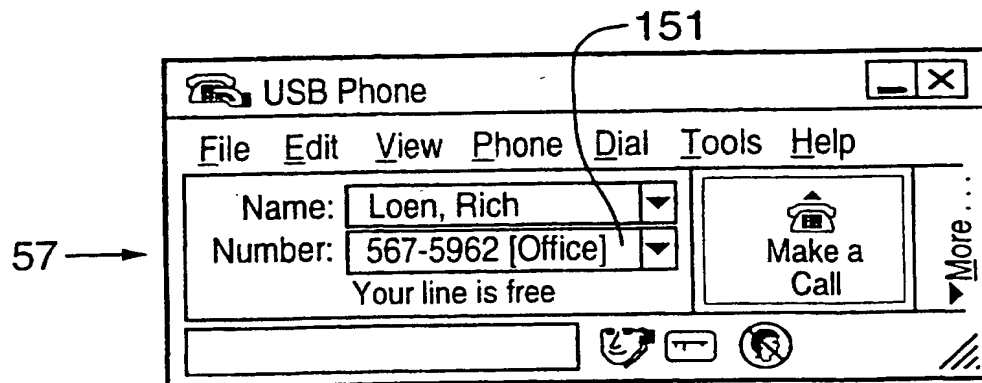 151
USB Phone
File Edit View Phone Dial Tools Help
Name: Loen, Rich
Number: 567-5962 [Office]
Your line is free
Make a
Call
More...
57